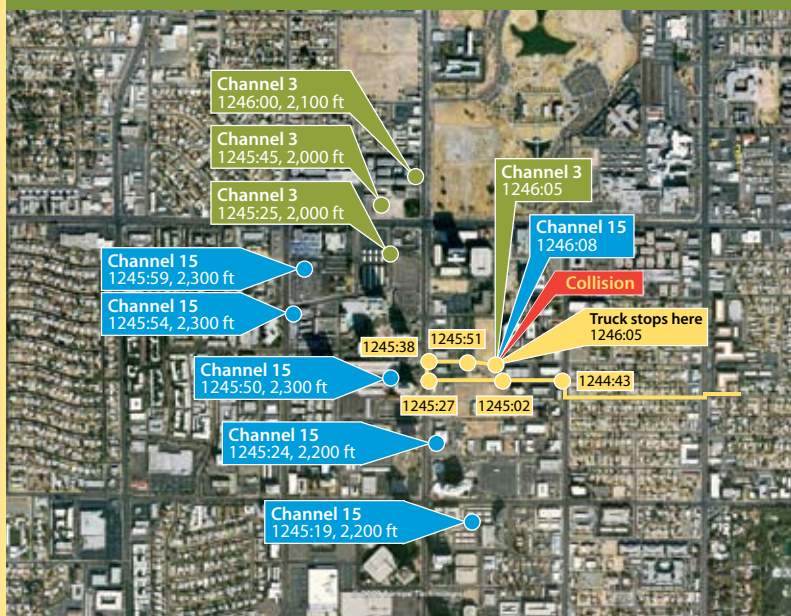 Channel 3
1246:00, 2,100 ft
Channel 3
1245:45, 2,000 ft
Channel 3
1245:25, 2,000 ft
Channel 3
1246:05
Channel 15
1246:08
Collision
Truck stops here
1246:05
Channel 15
1245:59, 2,300 ft
Channel 15
1245:54, 2,300 ft
1245:38
1245:51
Channel 15
1245:50, 2,300 ft
1245:27
1245:02
1244:43
Channel 15
1245:24, 2,200 ft
Channel 15
1245:19, 2,200 ft